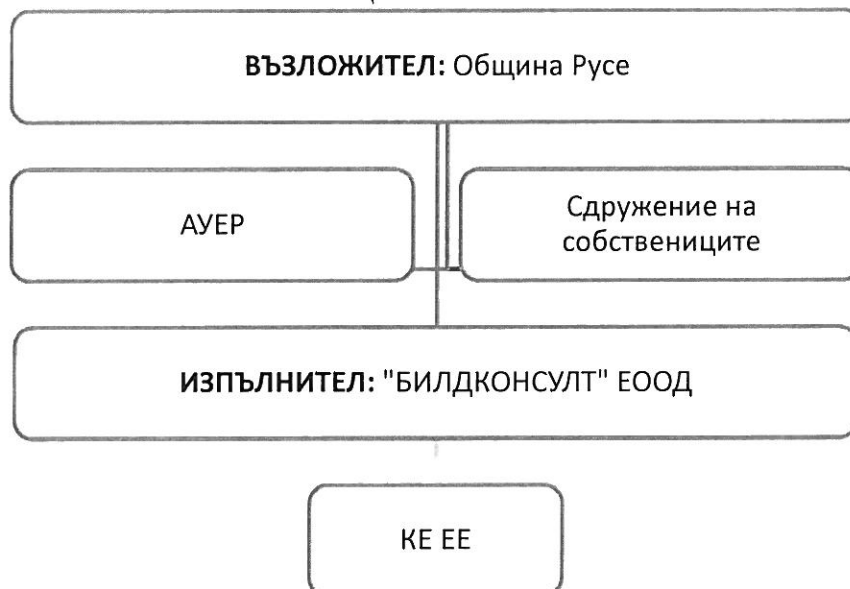 ВЪЗЛОЖИТЕЛ: Община Русе
АУЕР
Сдружение на
собствениците
ИЗПЪЛНИТЕЛ: "БИЛДКОНСУЛТ" ЕООД
КЕ ЕЕ